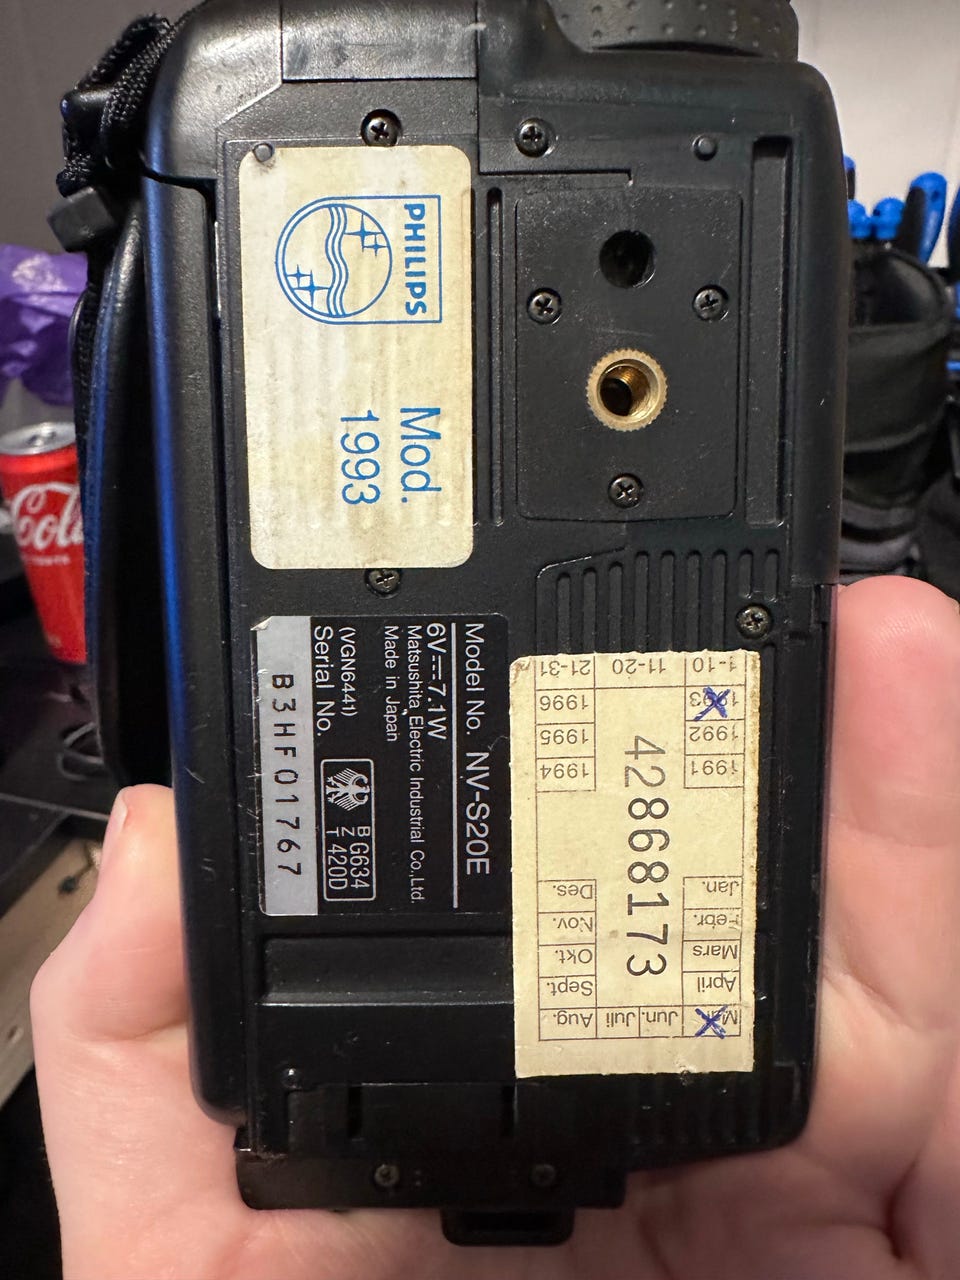 PHILIPS
Mod.
1993
Model No. NV-S20E
6V⎓7.1W
Matsushita Electric Industrial Co.,Ltd.
Made in Japan
(VGN6441)
Serial No.
B G634
Z
T 420D
B3HF01767
1-10 11-20 21-31
1993 1996
1992 1995
1991 1994
42868173
Jan. Des.
Febr. Nov.
Mars Okt.
April Sept.
Mai Jun. Juli Aug.
Coca-Cola